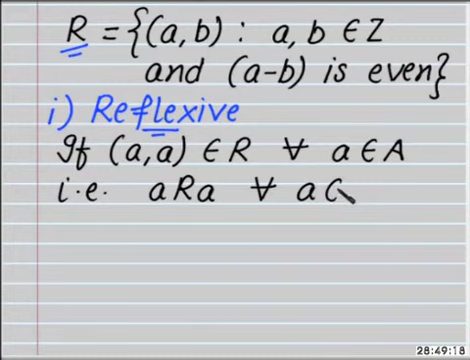 R = {(a, b) : a, b ∈ Z
and (a-b) is even}
i) Reflexive
If (a, a) ∈ R ∀ a ∈ A
i.e. aRa ∀ a
28:49:18